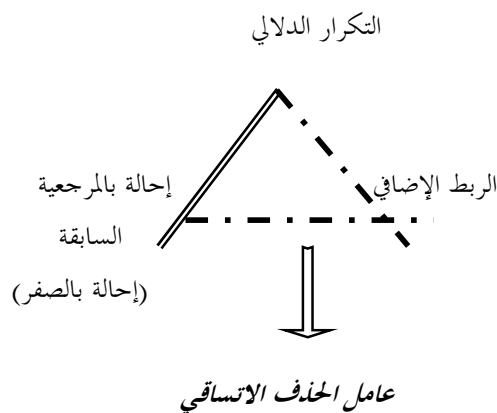 التكرار الدلالي
الربط الإضافي
إحالة بالمرجعية
السابقة
(إحالة بالصفر)
عامل الحذف الاتساقي